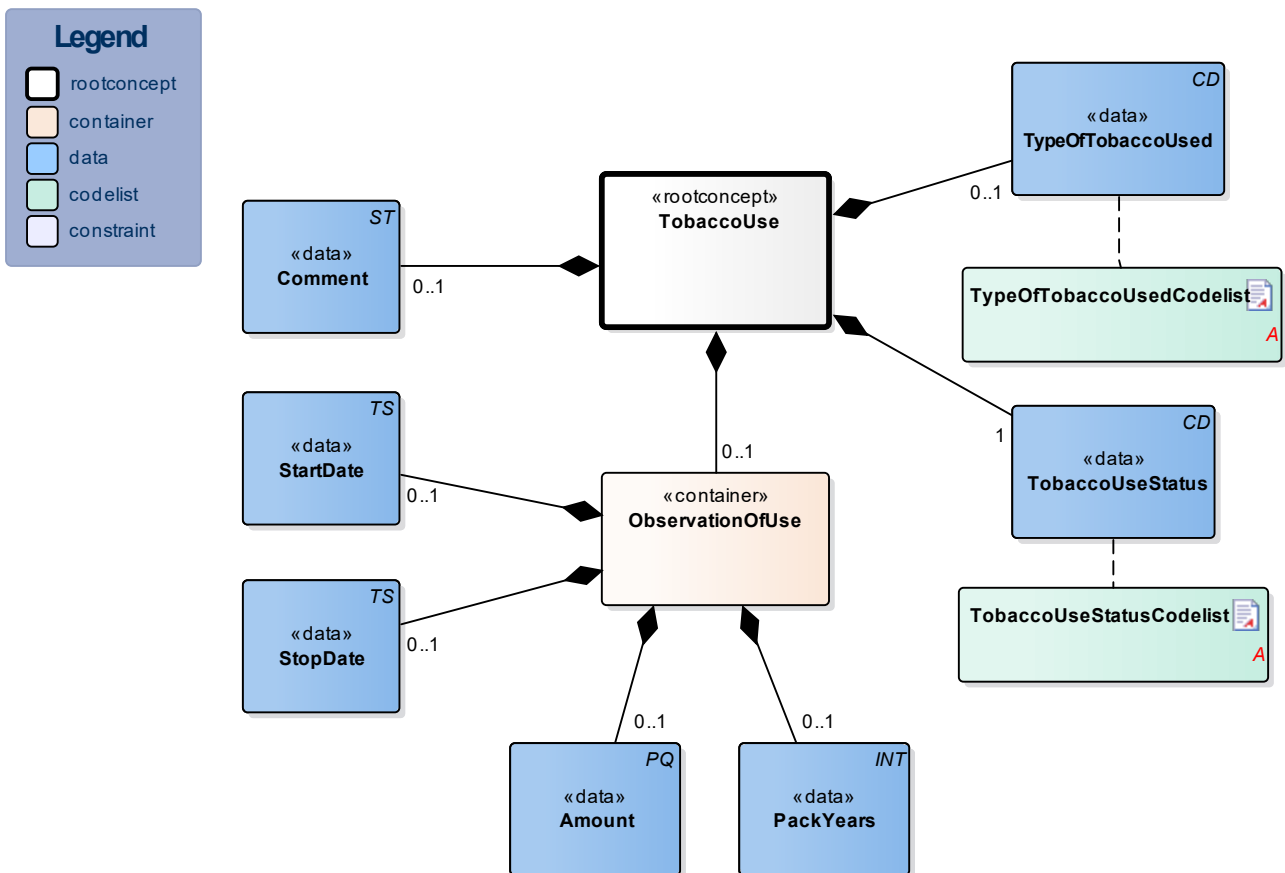 Legend
rootconcept
container
data
codelist
constraint
CD
«data»
TypeOfTobaccoUsed
0..1
«rootconcept»
TobaccoUse
ST
«data»
Comment
0..1
TypeOfTobaccoUsedCodelist
A
TS
«data»
StartDate
0..1
0..1
CD
«data»
TobaccoUseStatus
1
«container»
ObservationOfUse
TS
«data»
StopDate
0..1
TobaccoUseStatusCodelist
A
0..1
0..1
PQ
«data»
Amount
INT
«data»
PackYears